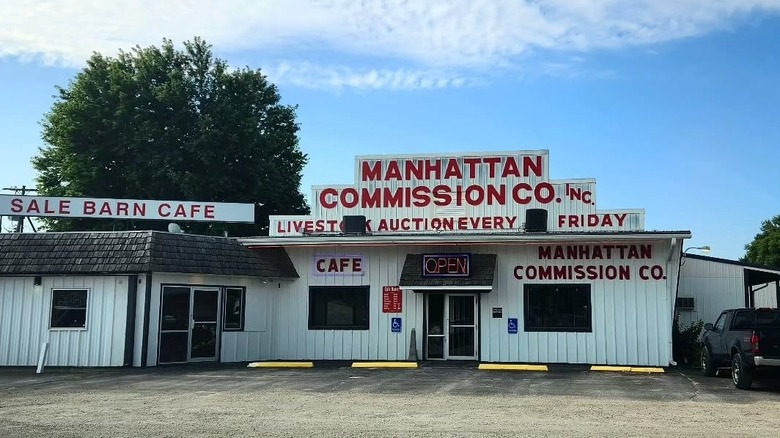 MANHATTAN
COMMISSION CO. INC.
LIVESTOCK AUCTION EVERY FRIDAY
SALE BARN CAFE
CAFE
OPEN
MANHATTAN
COMMISSION CO.